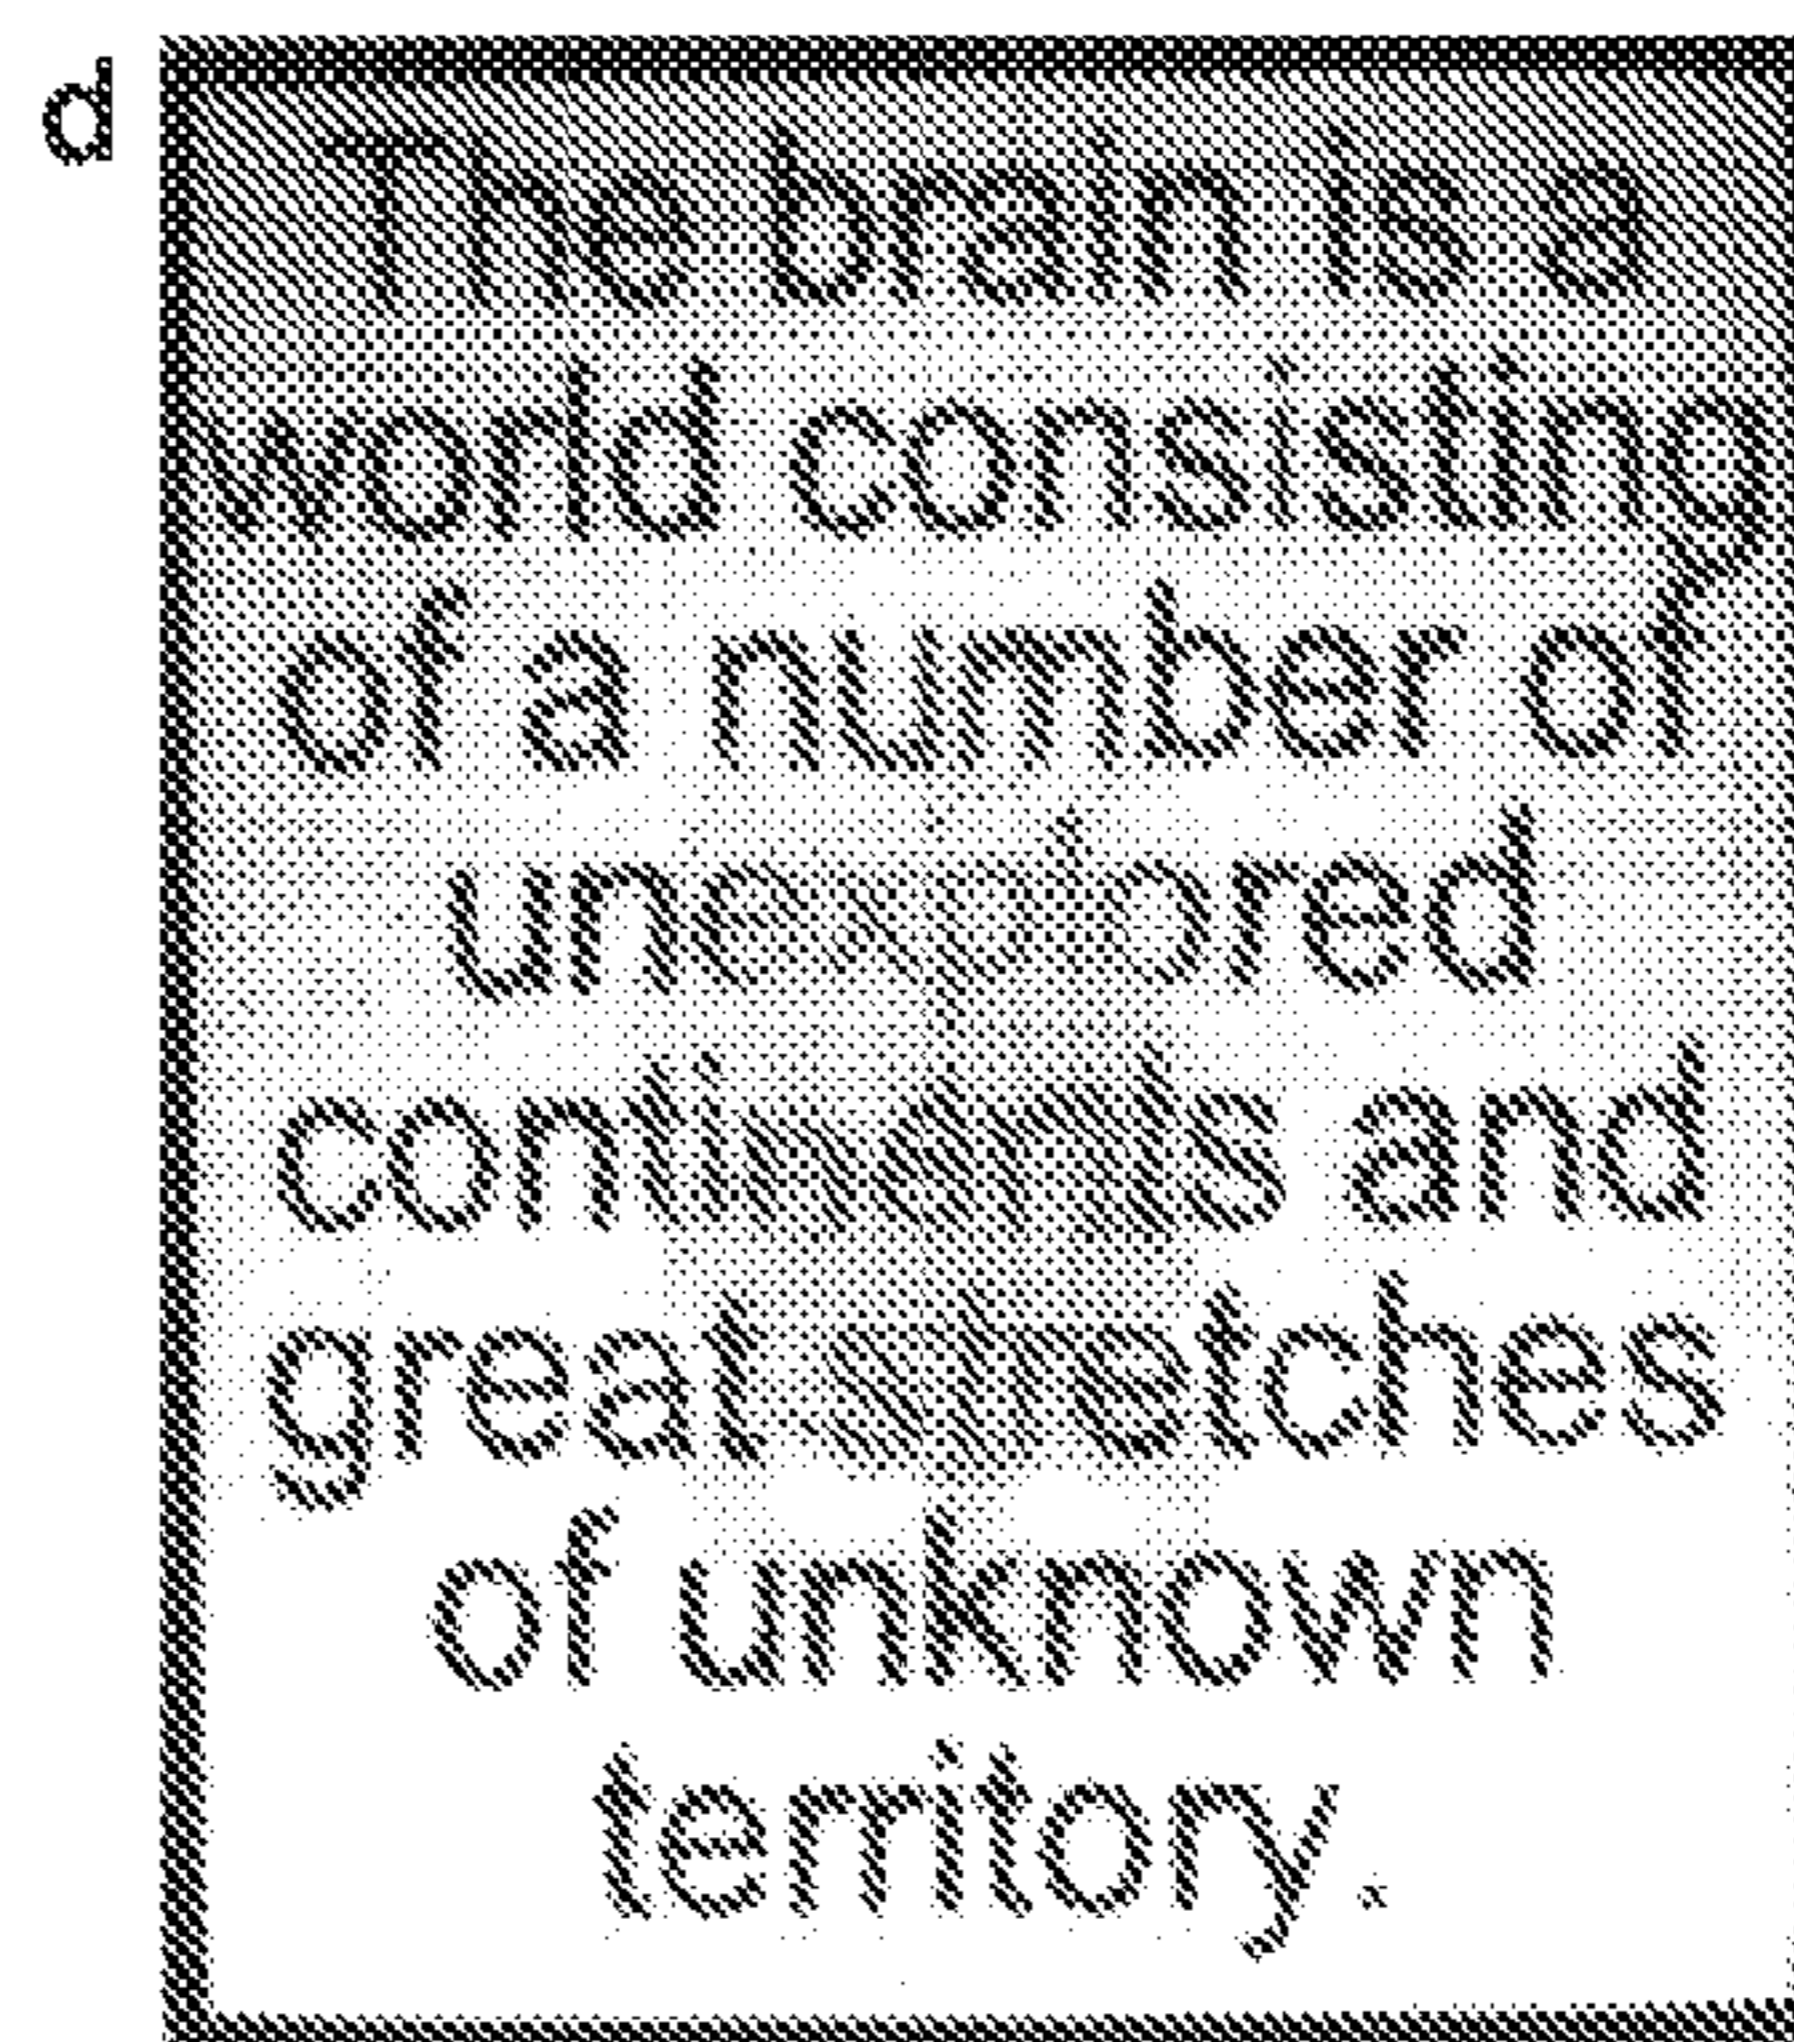 d
The brain is a
world consisting
of a number of
unexplored
continents and
great stretches
of unknown
territory.